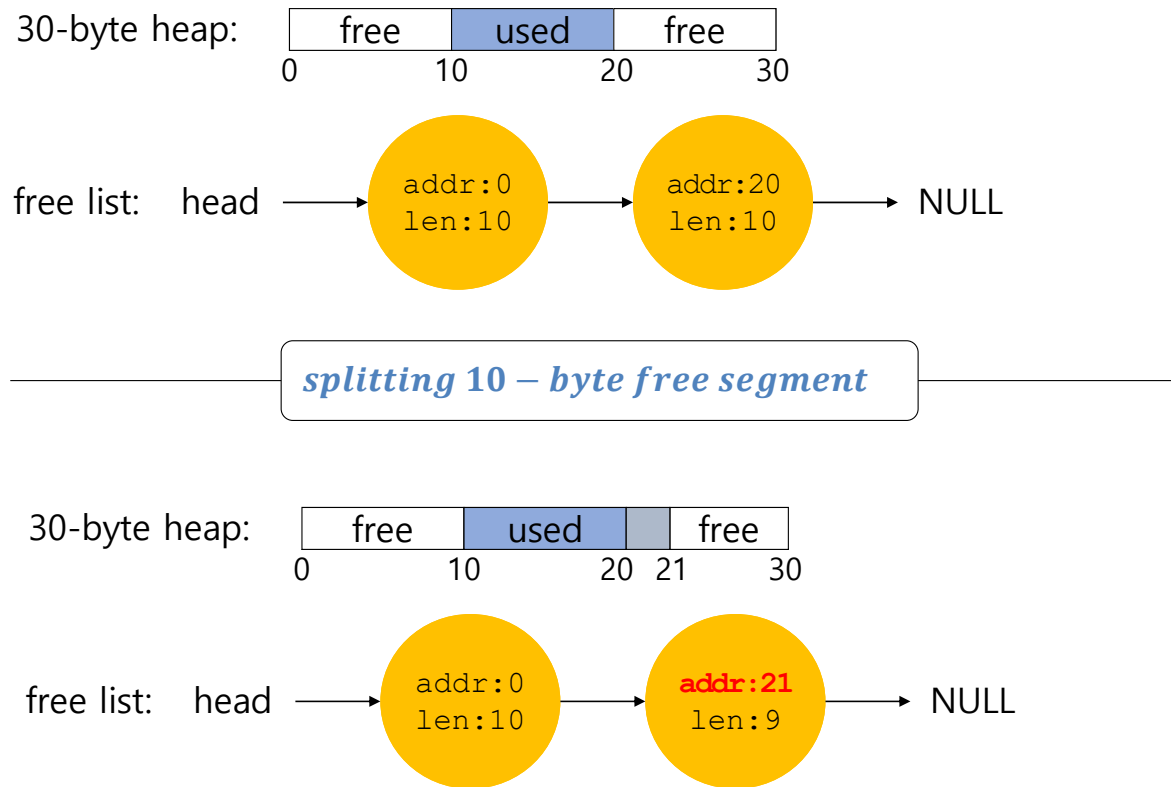 30-byte heap: free used free
0 10 20 30
addr:0 addr:20
free list: head NULL
len:10 len:10
splitting 10 − byte free segment
30-byte heap: free used free
0 10 20 21 30
addr:0 addr:21
free list: head NULL
len:10 len:9